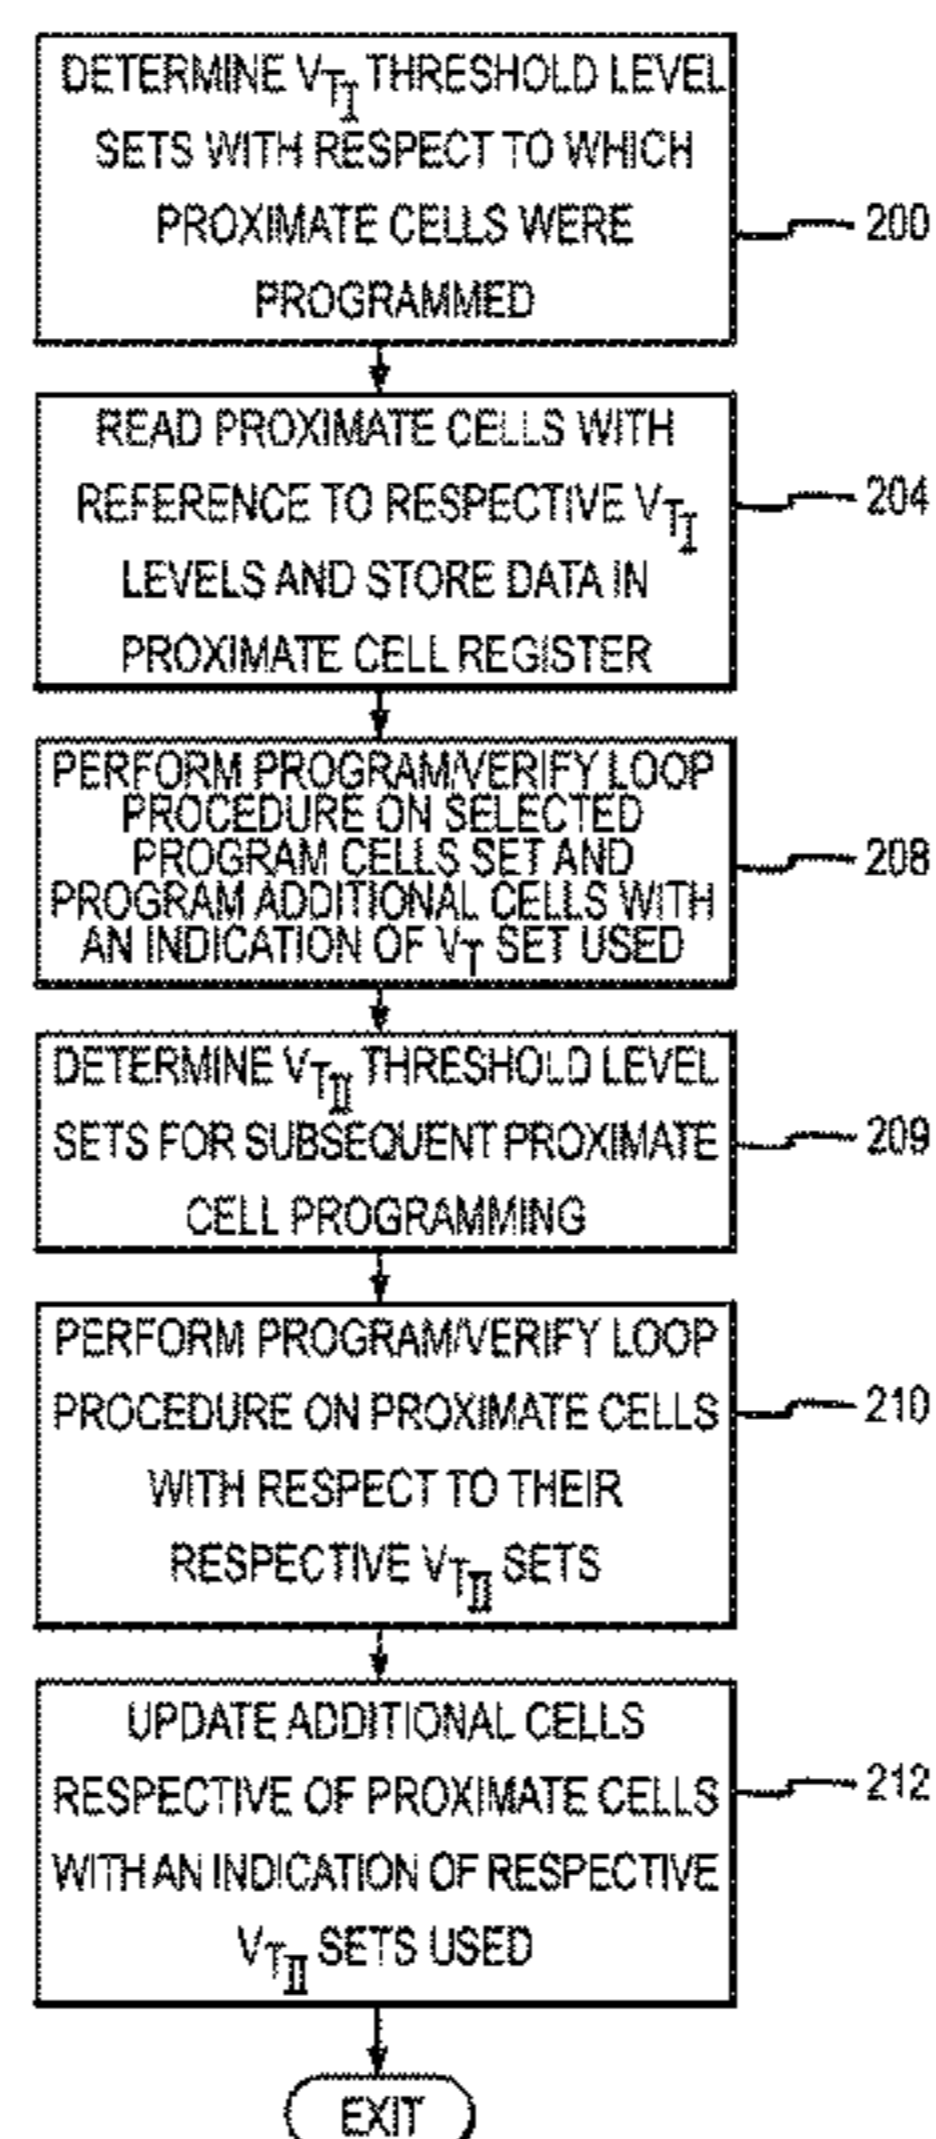 DETERMINE VTI THRESHOLD LEVEL
SETS WITH RESPECT TO WHICH
PROXIMATE CELLS WERE
PROGRAMMED
200
READ PROXIMATE CELLS WITH
REFERENCE TO RESPECTIVE VTI
LEVELS AND STORE DATA IN
PROXIMATE CELL REGISTER
204
PERFORM PROGRAM/VERIFY LOOP
PROCEDURE ON SELECTED
PROGRAM CELLS SET AND
PROGRAM ADDITIONAL CELLS WITH
AN INDICATION OF VT SET USED
208
DETERMINE VTII THRESHOLD LEVEL
SETS FOR SUBSEQUENT PROXIMATE
CELL PROGRAMMING
209
PERFORM PROGRAM/VERIFY LOOP
PROCEDURE ON PROXIMATE CELLS
WITH RESPECT TO THEIR
RESPECTIVE VTII SETS
210
UPDATE ADDITIONAL CELLS
RESPECTIVE OF PROXIMATE CELLS
WITH AN INDICATION OF RESPECTIVE
VTII SETS USED
212
EXIT